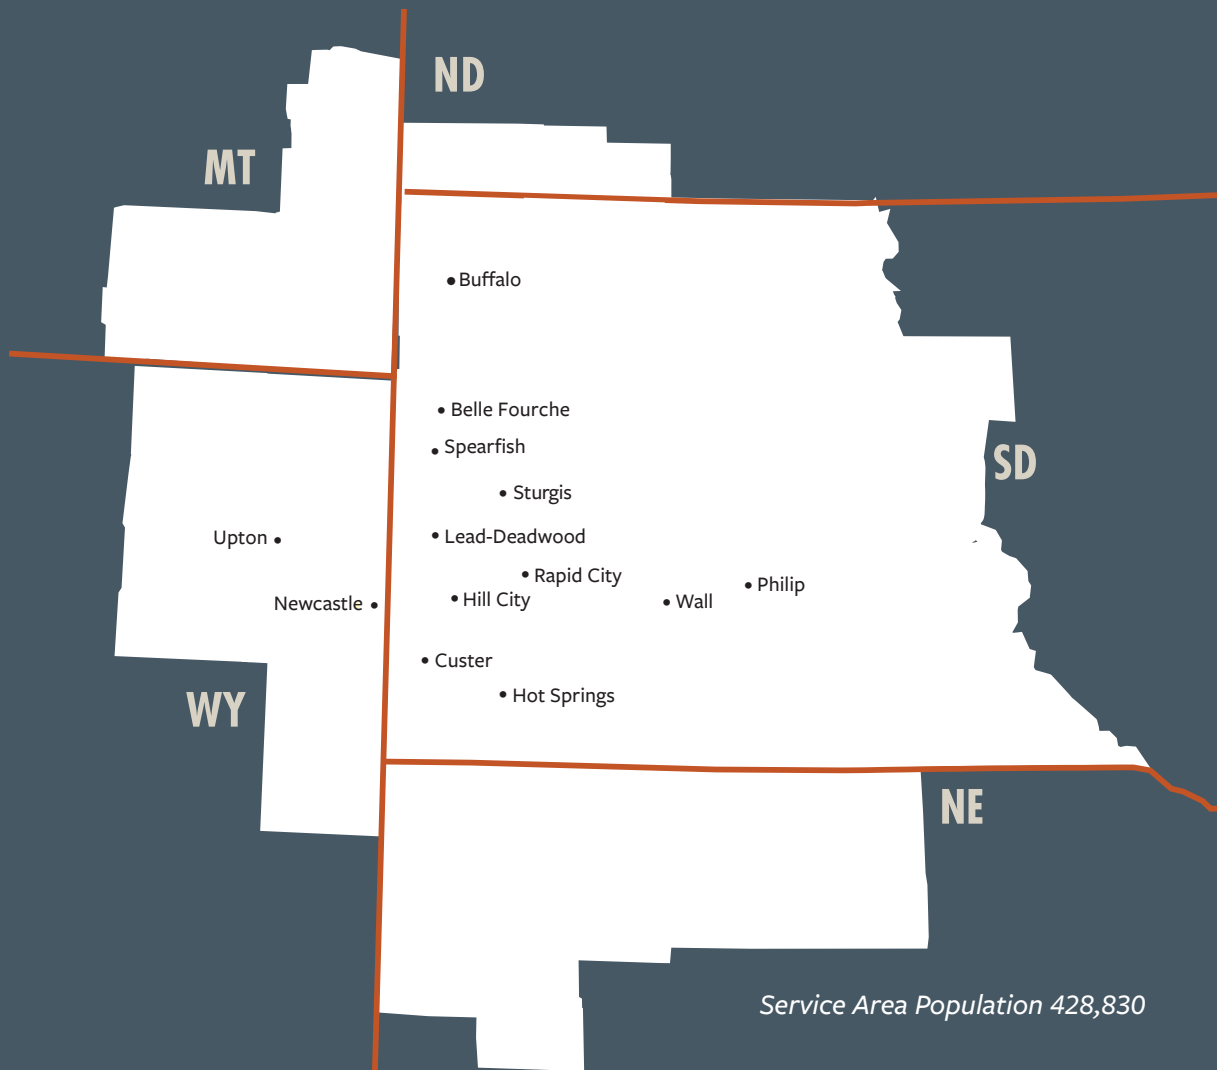 ND
MT
Buffalo
Belle Fourche
Spearfish
SD
Sturgis
Lead-Deadwood
Upton
Rapid City
Philip
Hill City
Wall
Newcastle
Custer
Hot Springs
WY
NE
Service Area Population 428,830